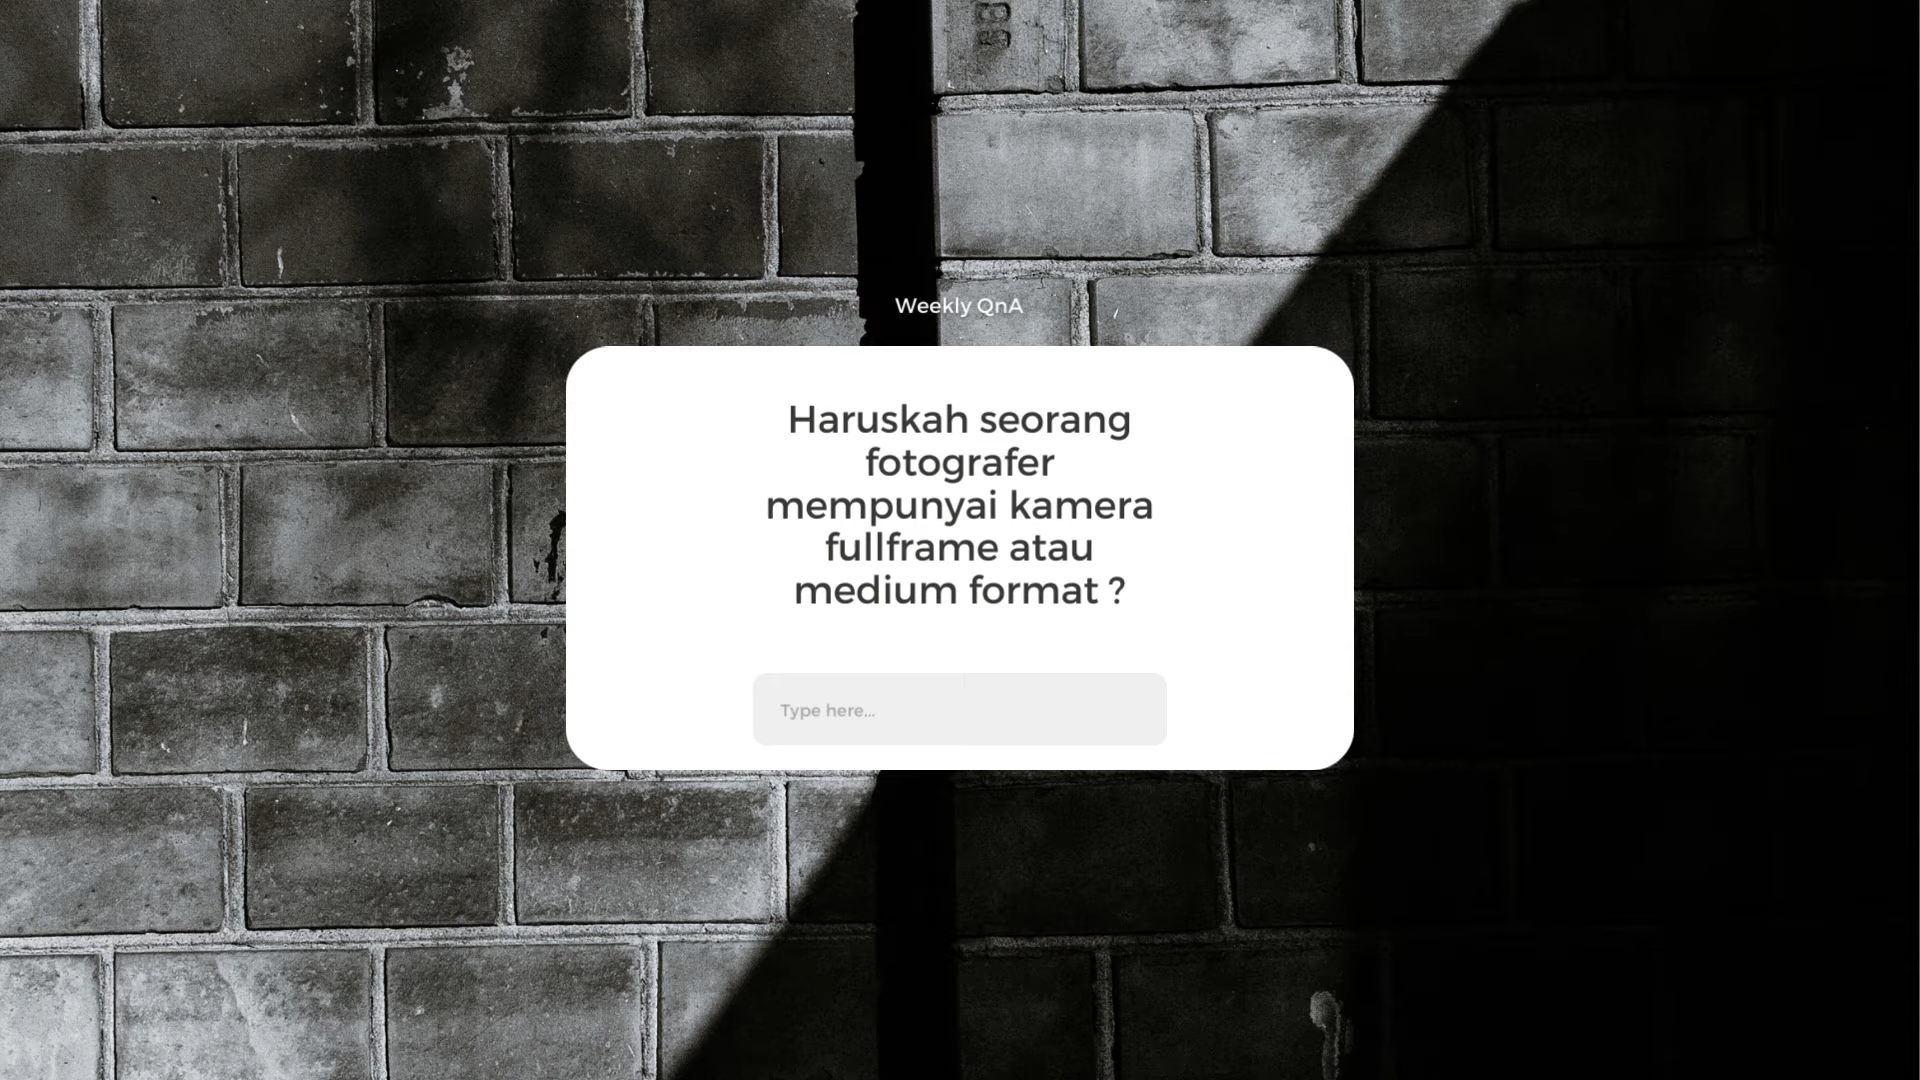 Weekly QnA
Haruskah seorang
fotografer
mempunyai kamera
fullframe atau
medium format ?
Type here...